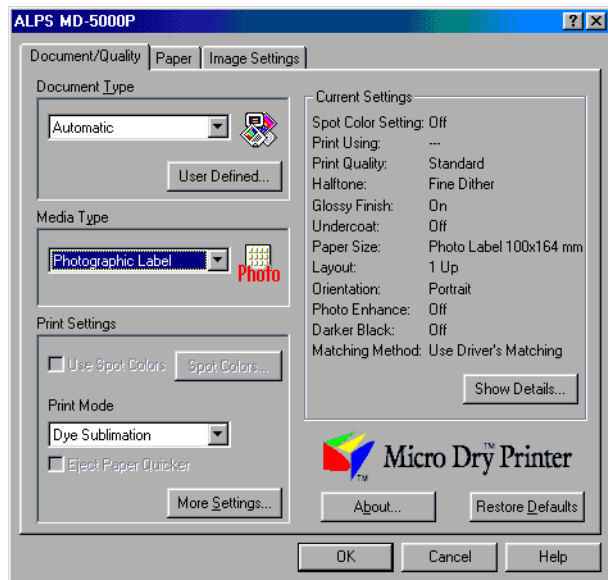 ALPS MD-5000P
Document/Quality
Paper
Image Settings
Document Type
Automatic
User Defined...
Media Type
Photographic Label
Photo
Print Settings
Use Spot Colors
Spot Colors...
Print Mode
Dye Sublimation
Eject Paper Quicker
More Settings...
Current Settings
Spot Color Setting: Off
Print Using: ---
Print Quality: Standard
Halftone: Fine Dither
Glossy Finish: On
Undercoat: Off
Paper Size: Photo Label 100x164 mm
Layout: 1 Up
Orientation: Portrait
Photo Enhance: Off
Darker Black: Off
Matching Method: Use Driver's Matching
Show Details...
Micro Dry™ Printer
TM
About...
Restore Defaults
OK
Cancel
Help